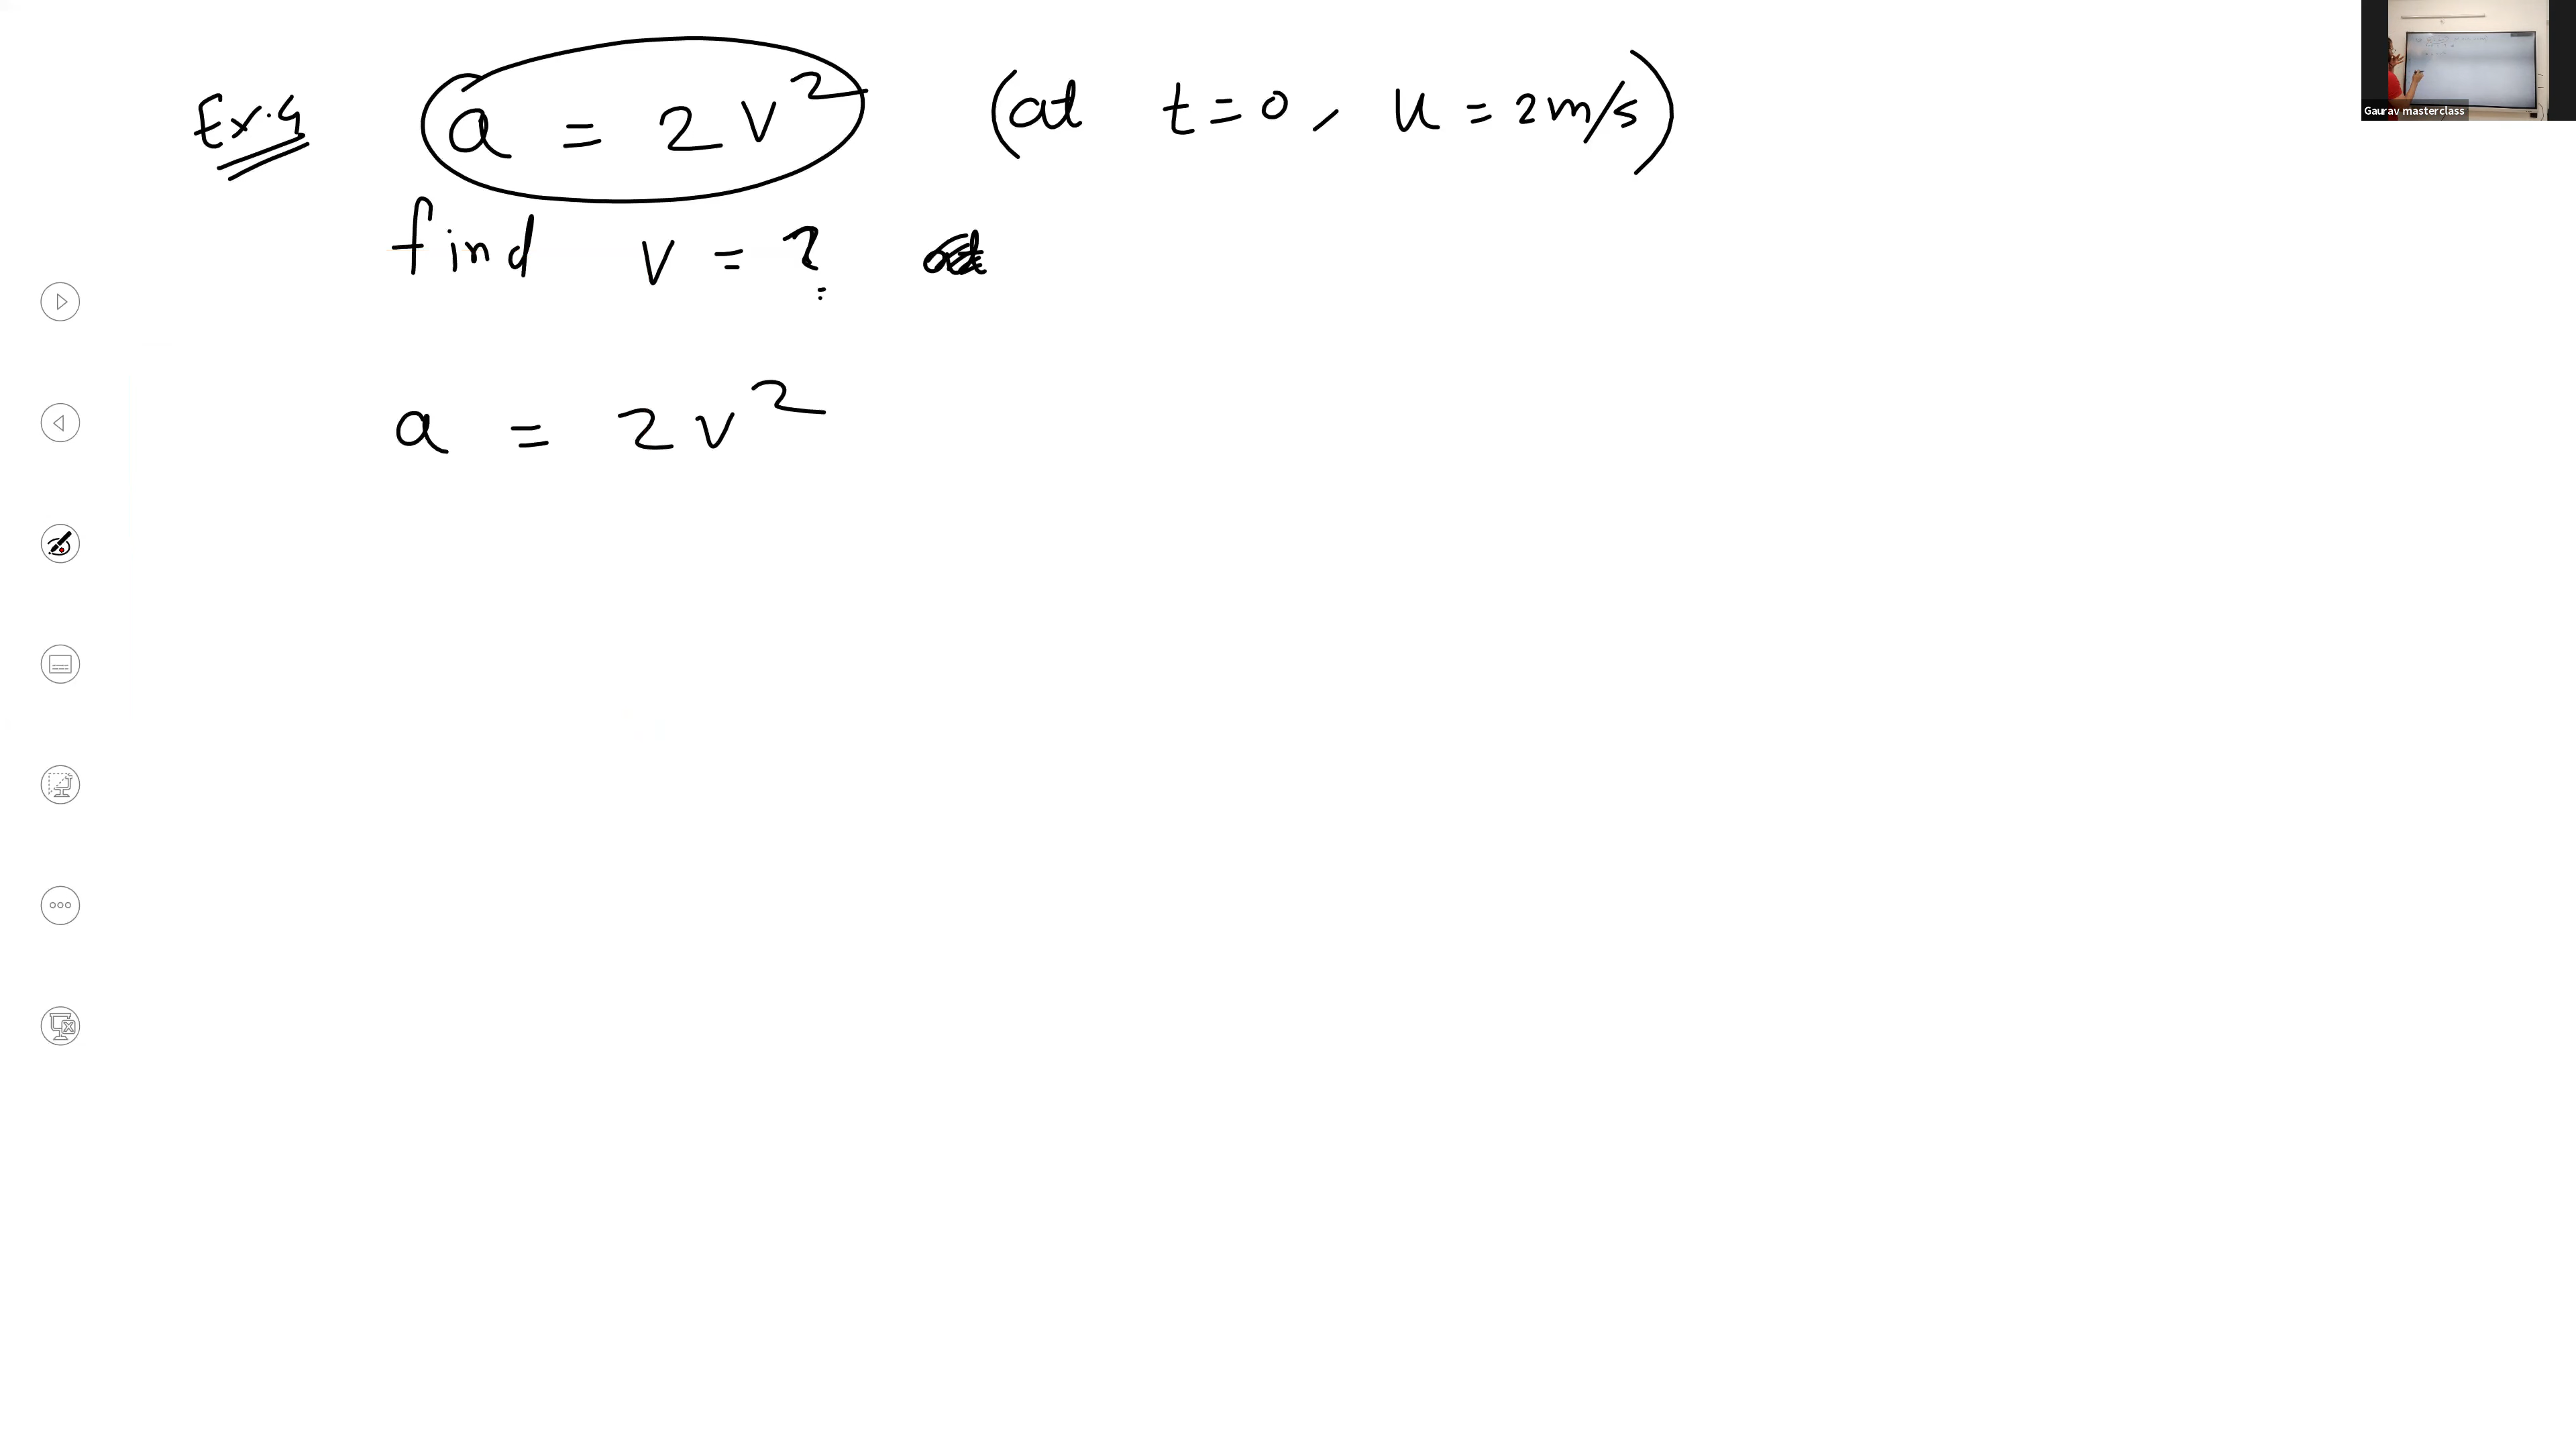 Ex.4 a = 2v² (at t=0, u = 2m/s)
find v = ?
a = 2v²
Gaurav masterclass